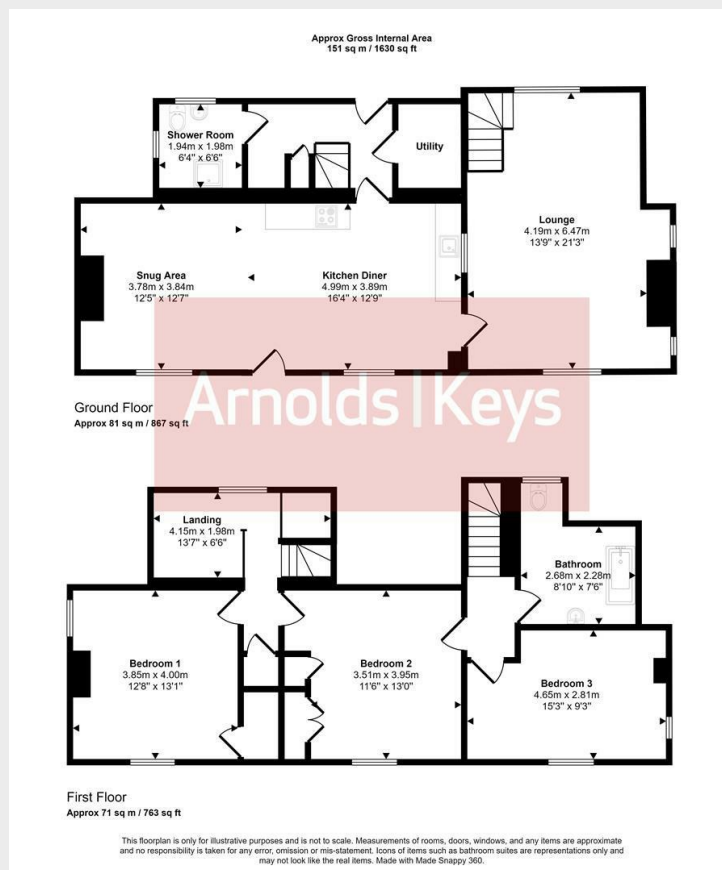 Approx Gross Internal Area
151 sq m / 1630 sq ft
Shower Room
1.94m x 1.98m
6'4" x 6'6"
Utility
Lounge
4.19m x 6.47m
13'9" x 21'3"
Snug Area
3.78m x 3.84m
12'5" x 12'7"
Kitchen Diner
4.99m x 3.89m
16'4" x 12'9"
Arnolds|Keys
Ground Floor
Approx 81 sq m / 867 sq ft
Landing
4.15m x 1.98m
13'7" x 6'6"
Bathroom
2.68m x 2.28m
8'10" x 7'6"
Bedroom 1
3.85m x 4.00m
12'8" x 13'1"
Bedroom 2
3.51m x 3.95m
11'6" x 13'0"
Bedroom 3
4.65m x 2.81m
15'3" x 9'3"
First Floor
Approx 71 sq m / 763 sq ft
This floorplan is only for illustrative purposes and is not to scale. Measurements of rooms, doors, windows, and any items are approximate
and no responsibility is taken for any error, omission or mis-statement. Icons of items such as bathroom suites are representations only and
may not look like the real items. Made with Made Snappy 360.